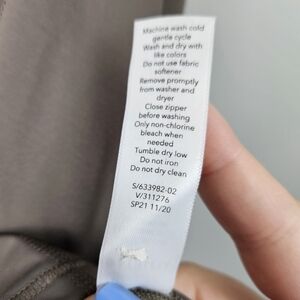 Machine wash cold
gentle cycle
Wash and dry with
like colors
Do not use fabric
softener
Remove promptly
from washer and
dryer
Close zipper
before washing
Only non-chlorine
bleach when
needed
Tumble dry low
Do not iron
Do not dry clean
S/633982-02
V/311276
SP21 11/20